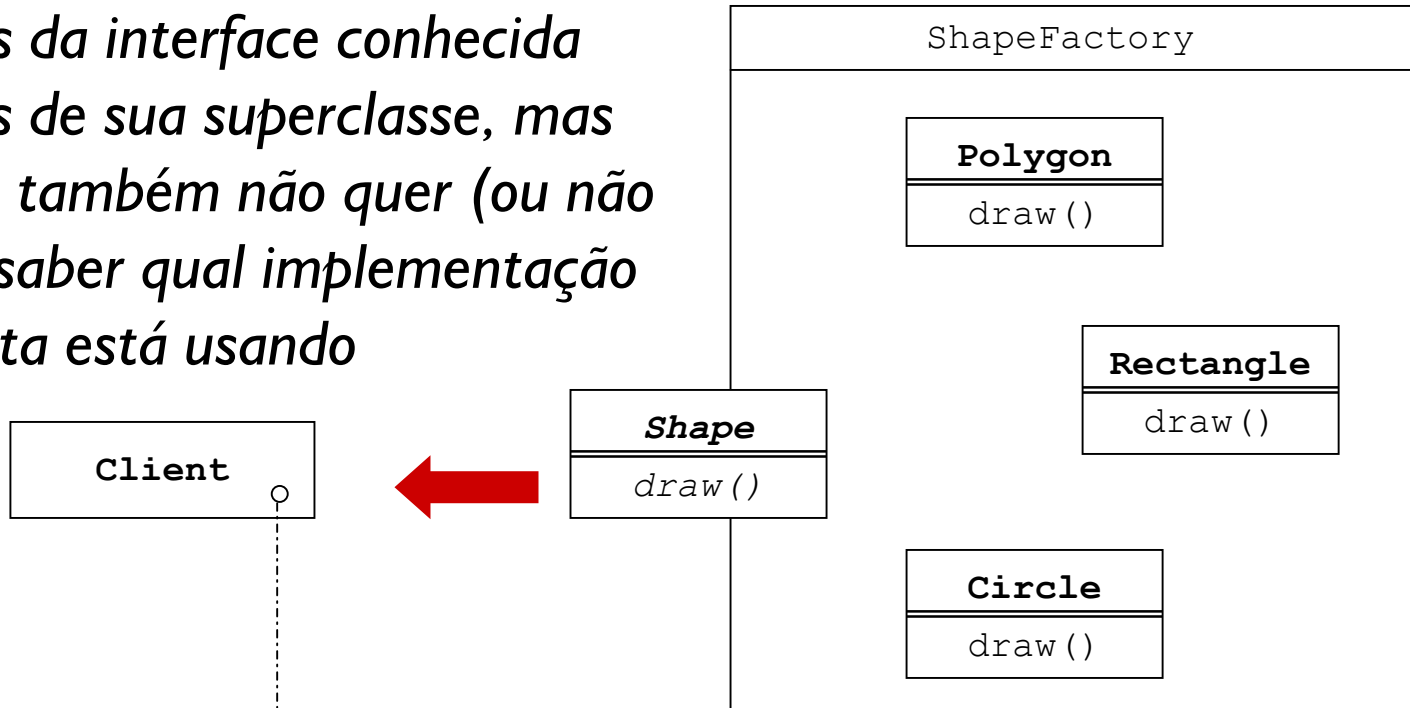 s da interface conhecida
s de sua superclasse, mas
também não quer (ou não
saber qual implementação
ta está usando
ShapeFactory
Polygon
draw()
Rectangle
draw()
Shape
draw()
Client
Circle
draw()